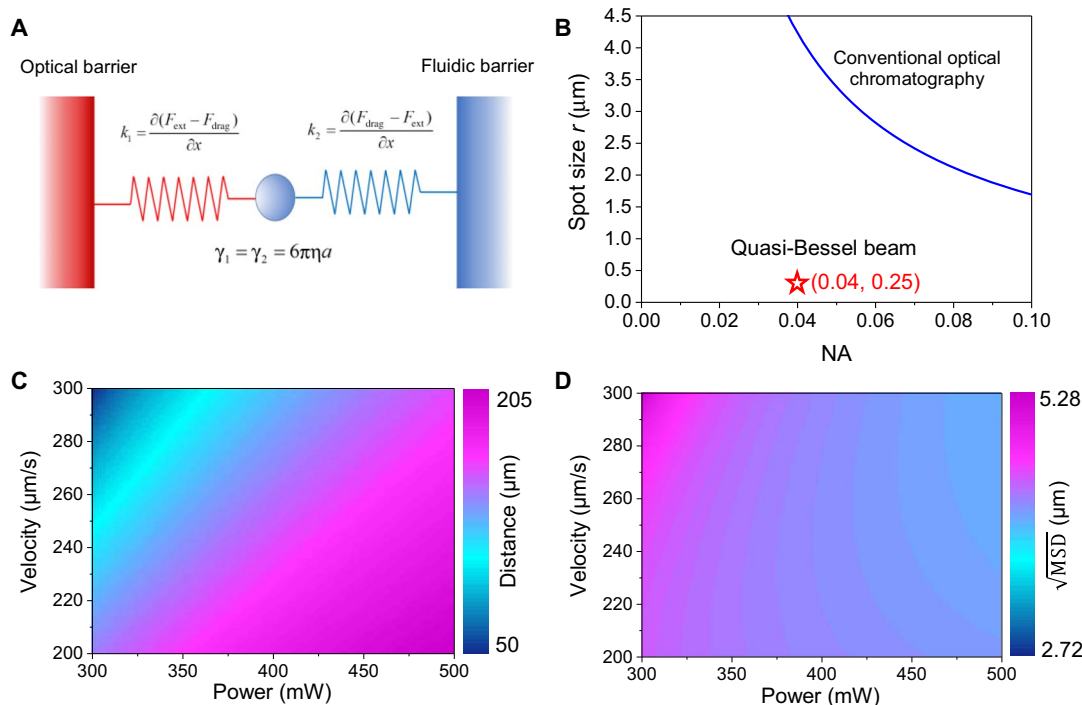 A
Optical barrier
Fluidic barrier
k₁ = ∂(F_ext − F_drag) / ∂x
k₂ = ∂(F_drag − F_ext) / ∂x
γ₁ = γ₂ = 6πηa
B
Spot size r (μm)
4.5
4.0
3.5
3.0
2.5
2.0
1.5
1.0
0.5
0.0
Conventional optical
chromatography
Quasi-Bessel beam
(0.04, 0.25)
0.00 0.02 0.04 0.06 0.08 0.10
NA
C
Velocity (μm/s)
300
280
260
240
220
200
300 350 400 450 500
Power (mW)
205
Distance (μm)
50
D
Velocity (μm/s)
300
280
260
240
220
200
300 350 400 450 500
Power (mW)
5.28
√MSD (μm)
2.72